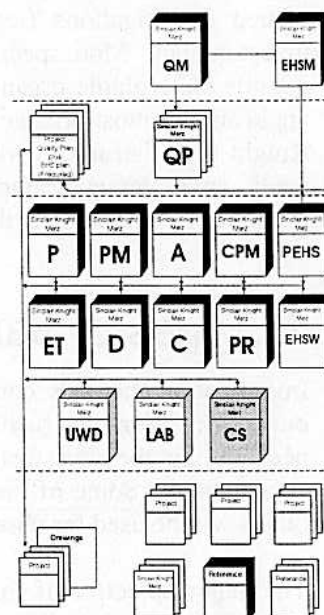 Sinclair Knight
Merz
QM
Sinclair Knight
Merz
EHSM
Project
Quality Plan
Sinclair Knight
Merz
QP
Sinclair Knight
Merz
P
Sinclair Knight
Merz
PM
Sinclair Knight
Merz
A
Sinclair Knight
Merz
CPM
Sinclair Knight
Merz
PEHS
Sinclair Knight
Merz
ET
Sinclair Knight
Merz
D
Sinclair Knight
Merz
C
Sinclair Knight
Merz
PR
Sinclair Knight
Merz
EHSW
Sinclair Knight
Merz
UWD
Sinclair Knight
Merz
LAB
Sinclair Knight
Merz
CS
Project
Project
Project
Drawings
Project
Sinclair Knight
Merz
Reference
Reference